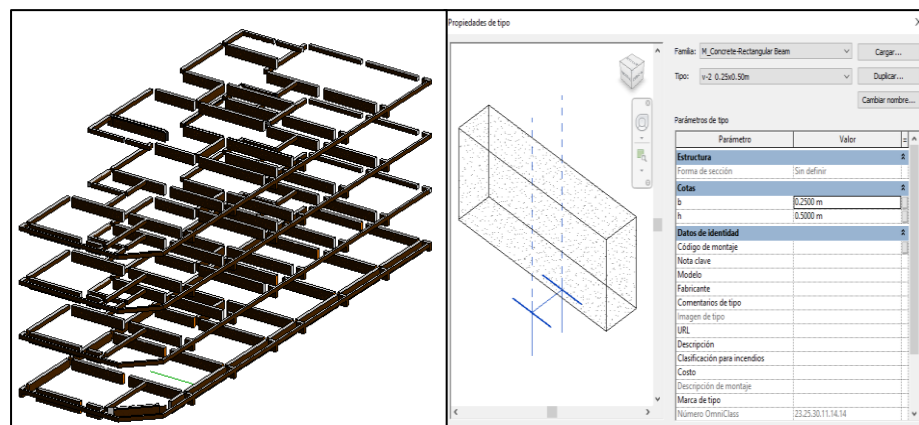 Propiedades de tipo
Familia: M_Concrete-Rectangular Beam Cargar...
Tipo: v-2 0.25x0.50m Duplicar...
Cambiar nombre...
Parámetros de tipo
Parámetro Valor =
Estructura
Forma de sección Sin definir
Cotas
b 0.2500 m
h 0.5000 m
Datos de identidad
Código de montaje
Nota clave
Modelo
Fabricante
Comentarios de tipo
Imagen de tipo
URL
Descripción
Clasificación para incendios
Costo
Descripción de montaje
Marca de tipo
Número OmniClass 23.25.30.11.14.14